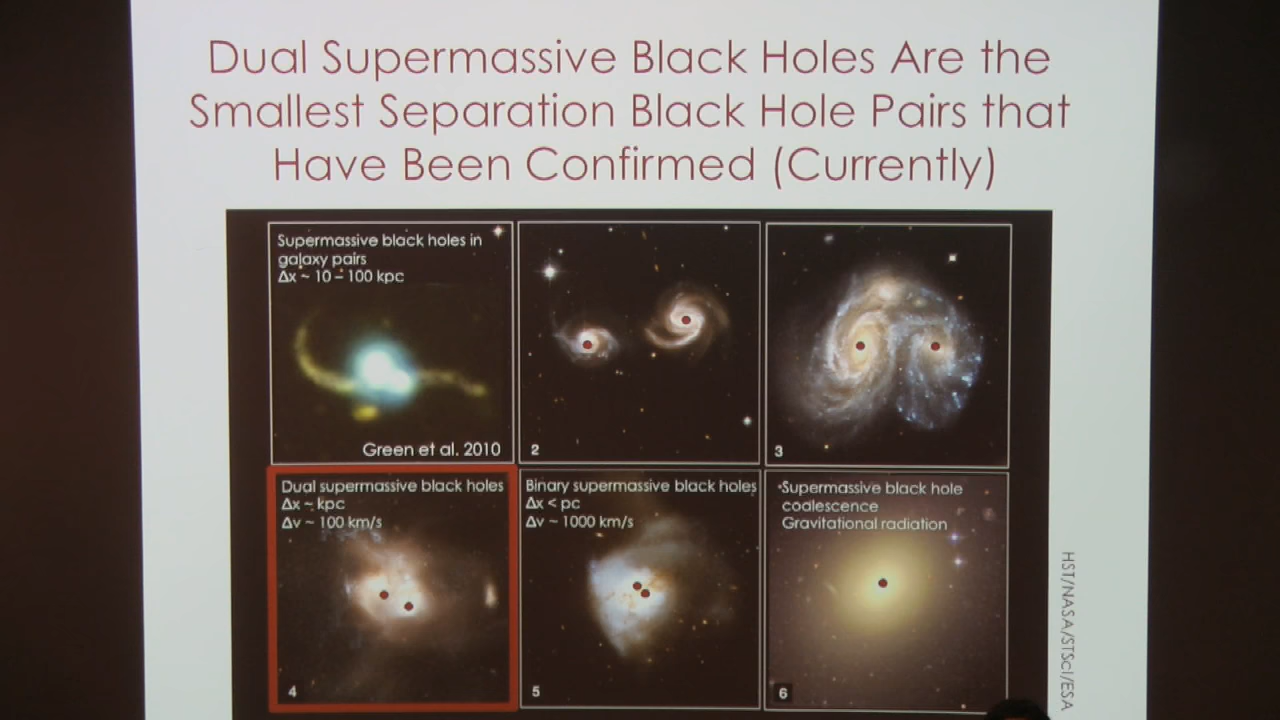 Dual Supermassive Black Holes Are the
Smallest Separation Black Hole Pairs that
Have Been Confirmed (Currently)
Supermassive black holes in
galaxy pairs
Δx ~ 10 – 100 kpc
Green et al. 2010
2
3
Dual supermassive black holes
Δx ~ kpc
Δv ~ 100 km/s
4
Binary supermassive black holes
Δx < pc
Δv ~ 1000 km/s
5
Supermassive black hole
coalescence
Gravitational radiation
6
HST/NASA/STScI/ESA